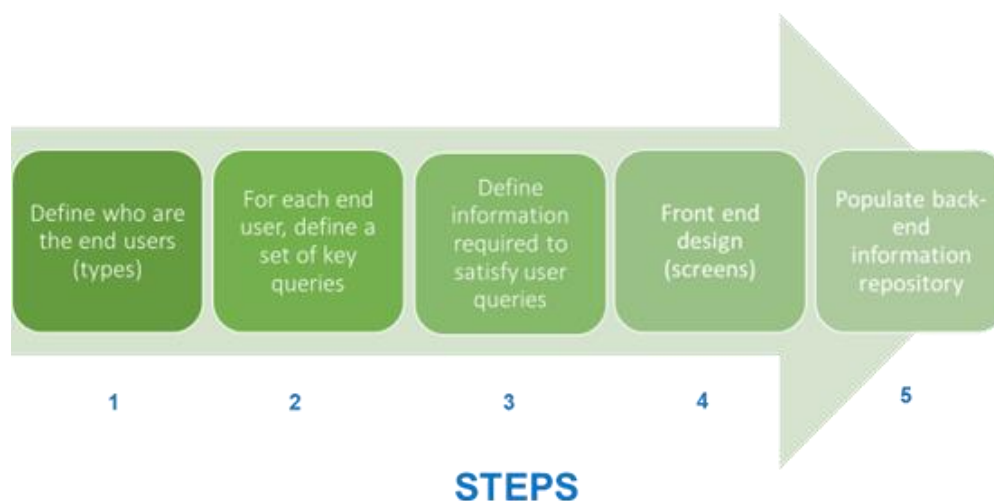 Define who are
the end users
(types)
For each end
user, define a
set of key
queries
Define
information
required to
satisfy user
queries
Front end
design
(screens)
Populate back-
end
information
repository
1
2
3
4
5
STEPS